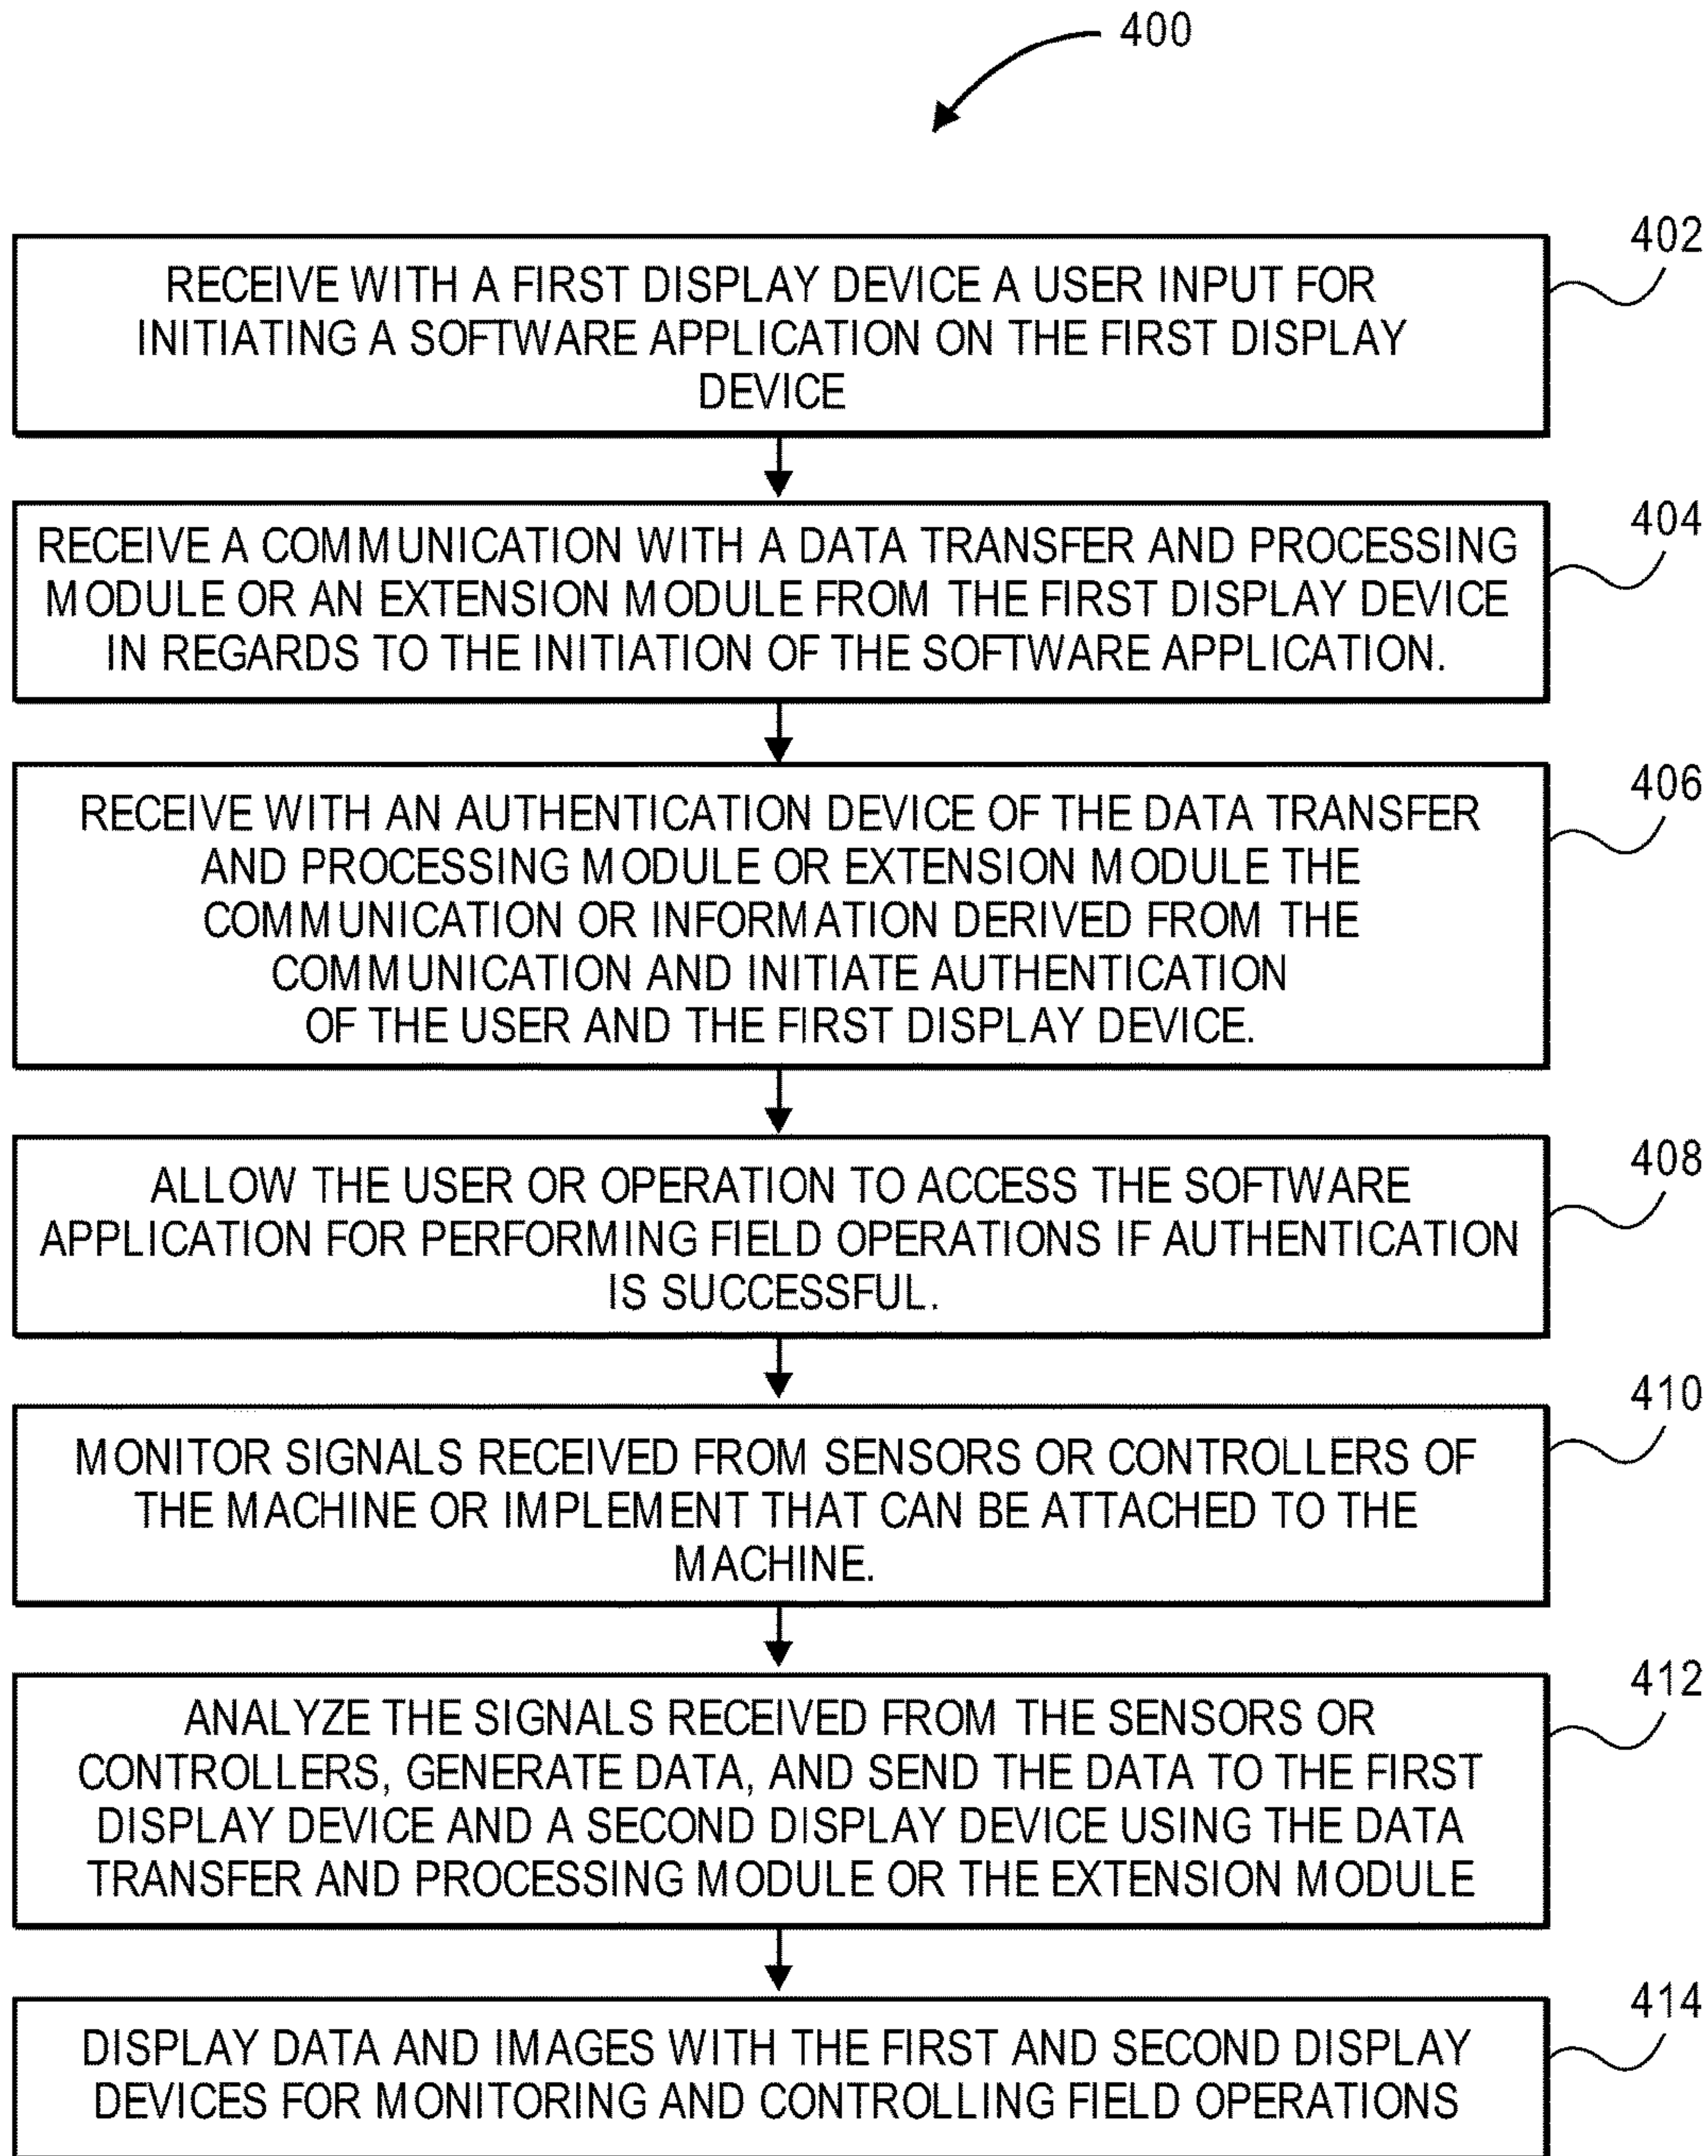 400
402
RECEIVE WITH A FIRST DISPLAY DEVICE A USER INPUT FOR
INITIATING A SOFTWARE APPLICATION ON THE FIRST DISPLAY
DEVICE
404
RECEIVE A COMMUNICATION WITH A DATA TRANSFER AND PROCESSING
MODULE OR AN EXTENSION MODULE FROM THE FIRST DISPLAY DEVICE
IN REGARDS TO THE INITIATION OF THE SOFTWARE APPLICATION.
406
RECEIVE WITH AN AUTHENTICATION DEVICE OF THE DATA TRANSFER
AND PROCESSING MODULE OR EXTENSION MODULE THE
COMMUNICATION OR INFORMATION DERIVED FROM THE
COMMUNICATION AND INITIATE AUTHENTICATION
OF THE USER AND THE FIRST DISPLAY DEVICE.
408
ALLOW THE USER OR OPERATION TO ACCESS THE SOFTWARE
APPLICATION FOR PERFORMING FIELD OPERATIONS IF AUTHENTICATION
IS SUCCESSFUL.
410
MONITOR SIGNALS RECEIVED FROM SENSORS OR CONTROLLERS OF
THE MACHINE OR IMPLEMENT THAT CAN BE ATTACHED TO THE
MACHINE.
412
ANALYZE THE SIGNALS RECEIVED FROM THE SENSORS OR
CONTROLLERS, GENERATE DATA, AND SEND THE DATA TO THE FIRST
DISPLAY DEVICE AND A SECOND DISPLAY DEVICE USING THE DATA
TRANSFER AND PROCESSING MODULE OR THE EXTENSION MODULE
414
DISPLAY DATA AND IMAGES WITH THE FIRST AND SECOND DISPLAY
DEVICES FOR MONITORING AND CONTROLLING FIELD OPERATIONS